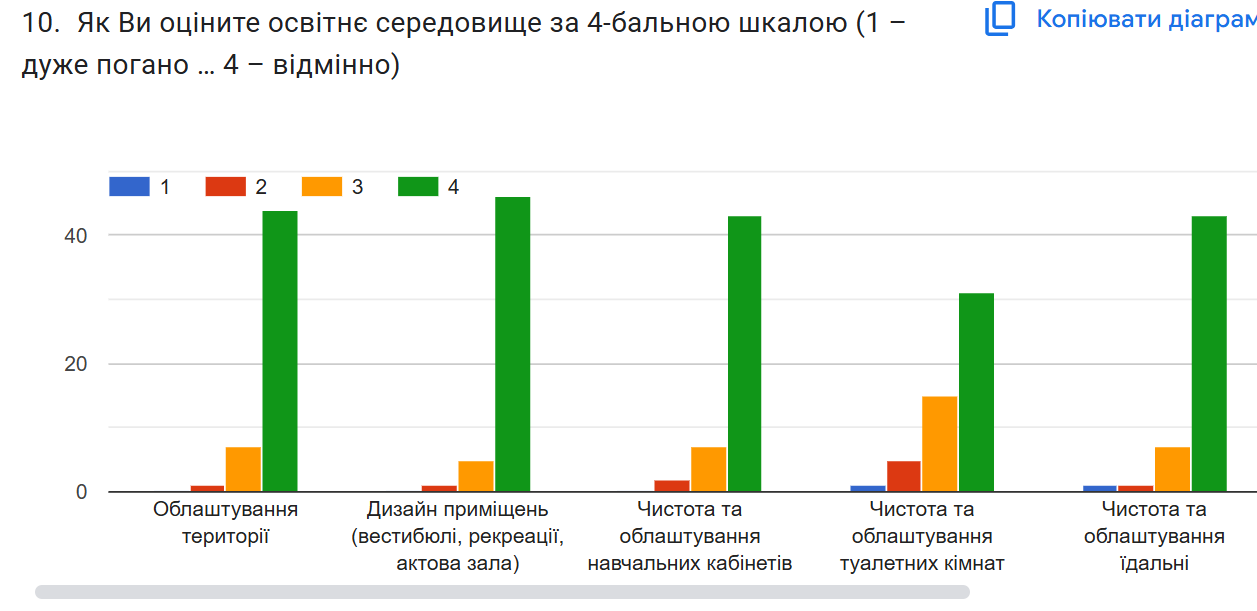 10.  Як Ви оціните освітнє середовище за 4-бальною шкалою (1 –
дуже погано ... 4 – відмінно)
Копіювати діаграм
1 2 3 4
40
20
0
Облаштування
території
Дизайн приміщень
(вестибюлі, рекреації,
актова зала)
Чистота та
облаштування
навчальних кабінетів
Чистота та
облаштування
туалетних кімнат
Чистота та
облаштування
їдальні